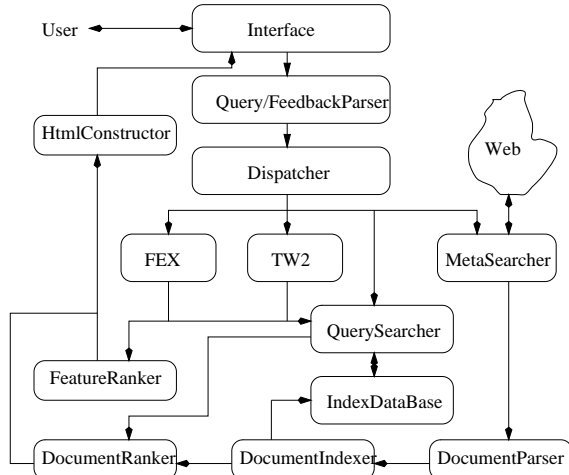 User
Interface
Query/FeedbackParser
HtmlConstructor
Web
Dispatcher
FEX
TW2
MetaSearcher
QuerySearcher
FeatureRanker
IndexDataBase
DocumentRanker
DocumentIndexer
DocumentParser